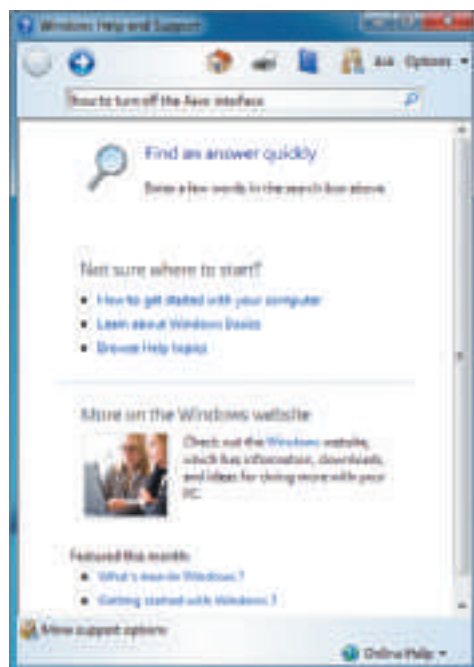 Windows Help and Support
Ask Options
how to turn off the Aero interface
Find an answer quickly
Enter a few words in the search box above.
Not sure where to start?
How to get started with your computer
Learn about Windows Basics
Browse Help topics
More on the Windows website
Check out the Windows website,
which has information, downloads,
and ideas for doing more with your
PC.
Featured this month:
What's new in Windows 7
Getting started with Windows 7
More support options
Online Help